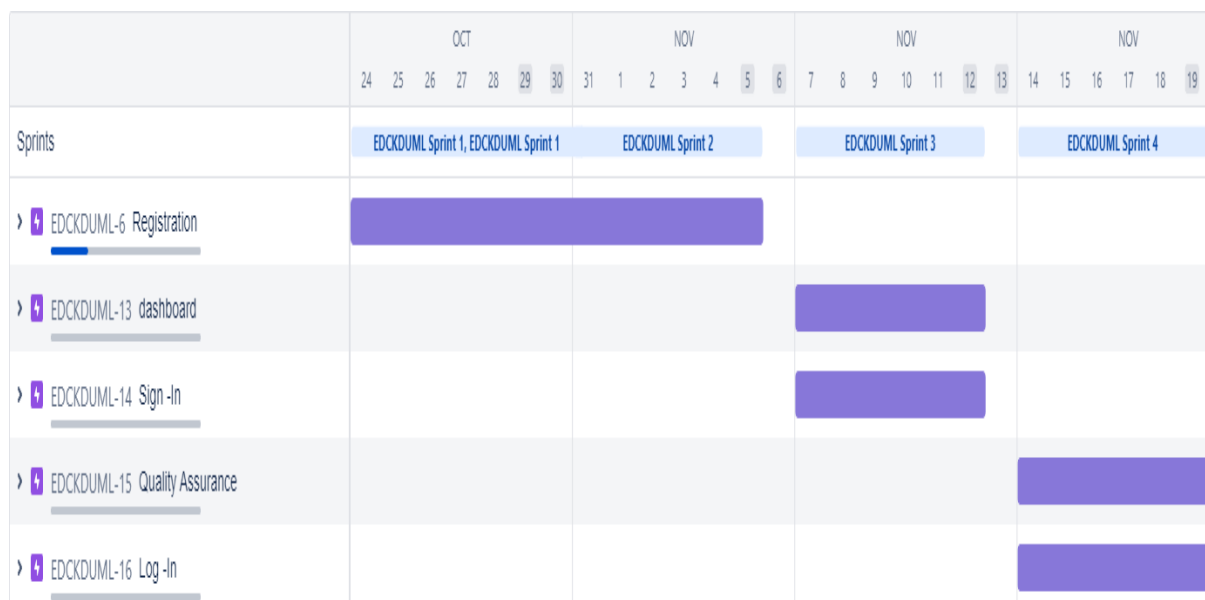 OCT NOV NOV NOV
24 25 26 27 28 29 30 31 1 2 3 4 5 6 7 8 9 10 11 12 13 14 15 16 17 18 19
Sprints EDCKDUML Sprint 1, EDCKDUML Sprint 1 EDCKDUML Sprint 2 EDCKDUML Sprint 3 EDCKDUML Sprint 4
EDCKDUML-6 Registration
EDCKDUML-13 dashboard
EDCKDUML-14 Sign -In
EDCKDUML-15 Quality Assurance
EDCKDUML-16 Log -In